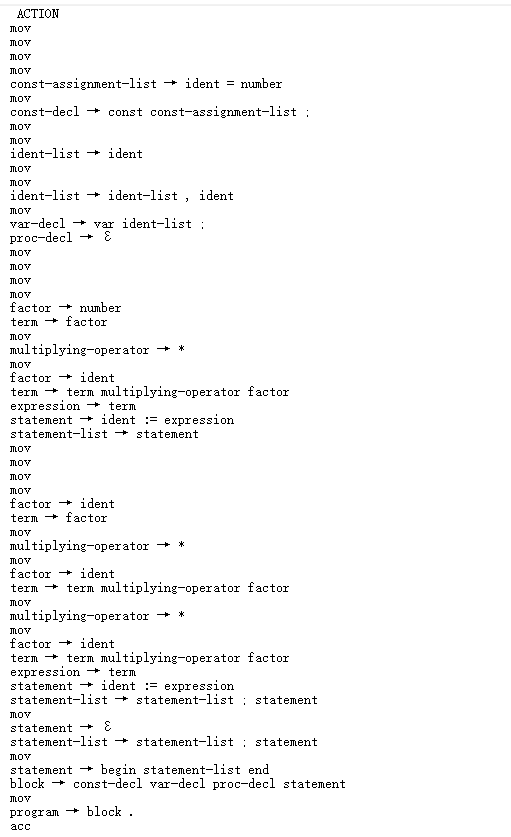 ACTION
mov
mov
mov
mov
const-assignment-list → ident = number
mov
const-decl → const const-assignment-list ;
mov
mov
ident-list → ident
mov
mov
ident-list → ident-list , ident
mov
var-decl → var ident-list ;
proc-decl → ε
mov
mov
mov
mov
factor → number
term → factor
mov
multiplying-operator → *
mov
factor → ident
term → term multiplying-operator factor
expression → term
statement → ident := expression
statement-list → statement
mov
mov
mov
mov
factor → ident
term → factor
mov
multiplying-operator → *
mov
factor → ident
term → term multiplying-operator factor
mov
multiplying-operator → *
mov
factor → ident
term → term multiplying-operator factor
expression → term
statement → ident := expression
statement-list → statement-list ; statement
mov
statement → ε
statement-list → statement-list ; statement
mov
statement → begin statement-list end
block → const-decl var-decl proc-decl statement
mov
program → block .
acc